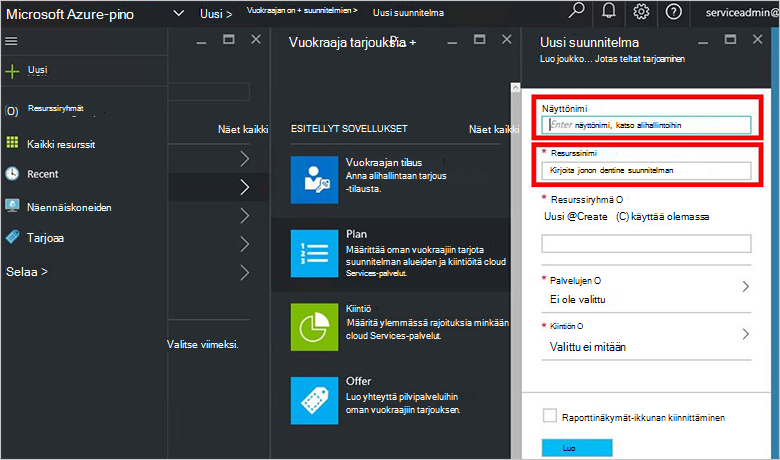 Microsoft Azure-pino
Uusi >
Vuokraajan on + suunnitelmien >
Uusi suunnitelma
serviceadmin@
Uusi
Resurssiryhmät
Kaikki resurssit
Recent
Näennäiskoneiden
Tarjoaa
Selaa >
Näet kaikki
Valitse viimeksi.
Vuokraaja tarjouksia +
ESITELLYT SOVELLUKSET
Näet kaikki
Vuokraajan tilaus
Anna alihallintaan tarjous
-tilausta.
Plan
Määrittää oman vuokraajiin tarjota
suunnitelman alueiden ja kiintiöitä cloud
Services-palvelut.
Kiintiö
Määritä ylemmässä rajoituksia minkään
cloud Services-palvelut.
Offer
Luo yhteyttä pilvipalveluihin
oman vuokraajiin tarjouksen.
Uusi suunnitelma
Luo joukko... Jotas teltat tarjoaminen
Näyttönimi
Enter näyttönimi, katso alihallintoihin
* Resurssinimi
Kirjoita jonon dentine suunnitelman
* Resurssiryhmä O
Uusi @Create (C) käyttää olemassa
* Palvelujen O
Ei ole valittu
* Kiintiön O
Valittu ei mitään
Raporttinäkymät-ikkunan kiinnittäminen
Luo